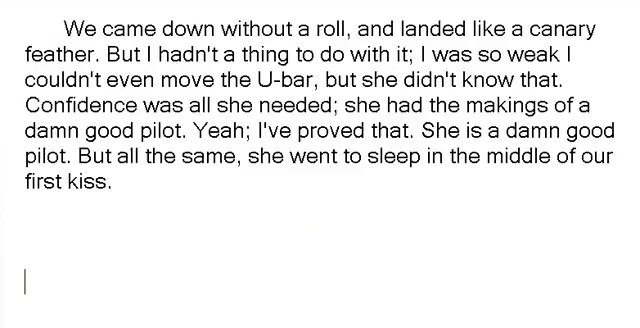 We came down without a roll, and landed like a canary
feather. But I hadn't a thing to do with it; I was so weak I
couldn't even move the U-bar, but she didn't know that.
Confidence was all she needed; she had the makings of a
damn good pilot. Yeah; I've proved that. She is a damn good
pilot. But all the same, she went to sleep in the middle of our
first kiss.